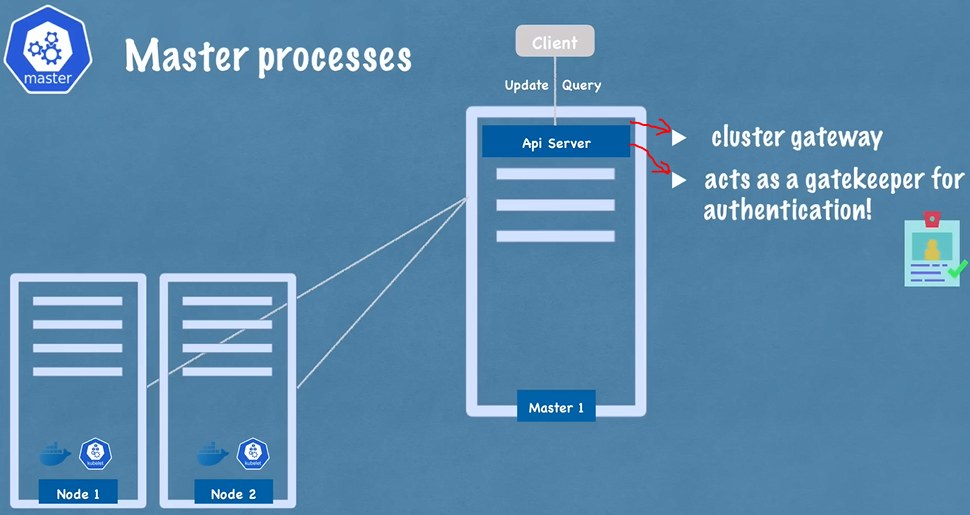 master
Master processes
Client
Update Query
Api Server
cluster gateway
acts as a gatekeeper for
authentication!
Master 1
kubelet
Node 1
kubelet
Node 2